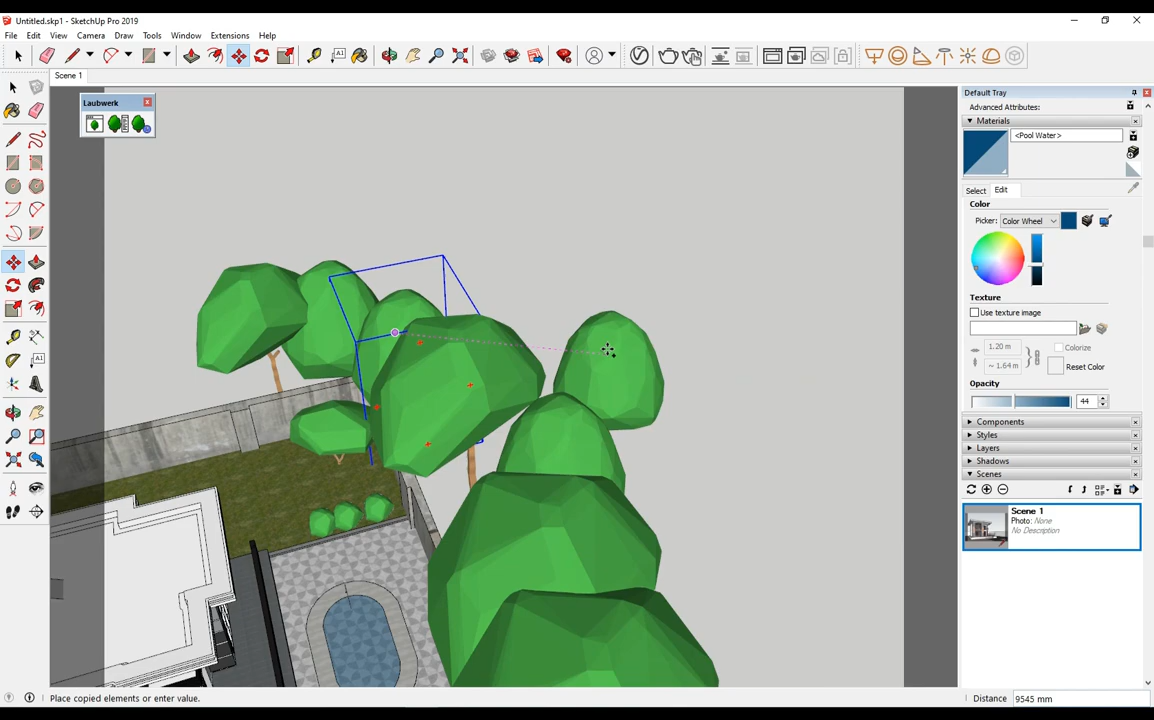 Untitled.skp1 - SketchUp Pro 2019
File Edit View Camera Draw Tools Window Extensions Help
Scene 1
Laubwerk
Default Tray
Advanced Attributes:
Materials
<Pool Water>
Select Edit
Color
Picker: Color Wheel
Texture
Use texture image
1.20 m
Colorize
~ 1.64 m
Reset Color
Opacity
44
Components
Styles
Layers
Shadows
Scenes
Scene 1
Photo: None
No Description
Place copied elements or enter value.
Distance 9545 mm